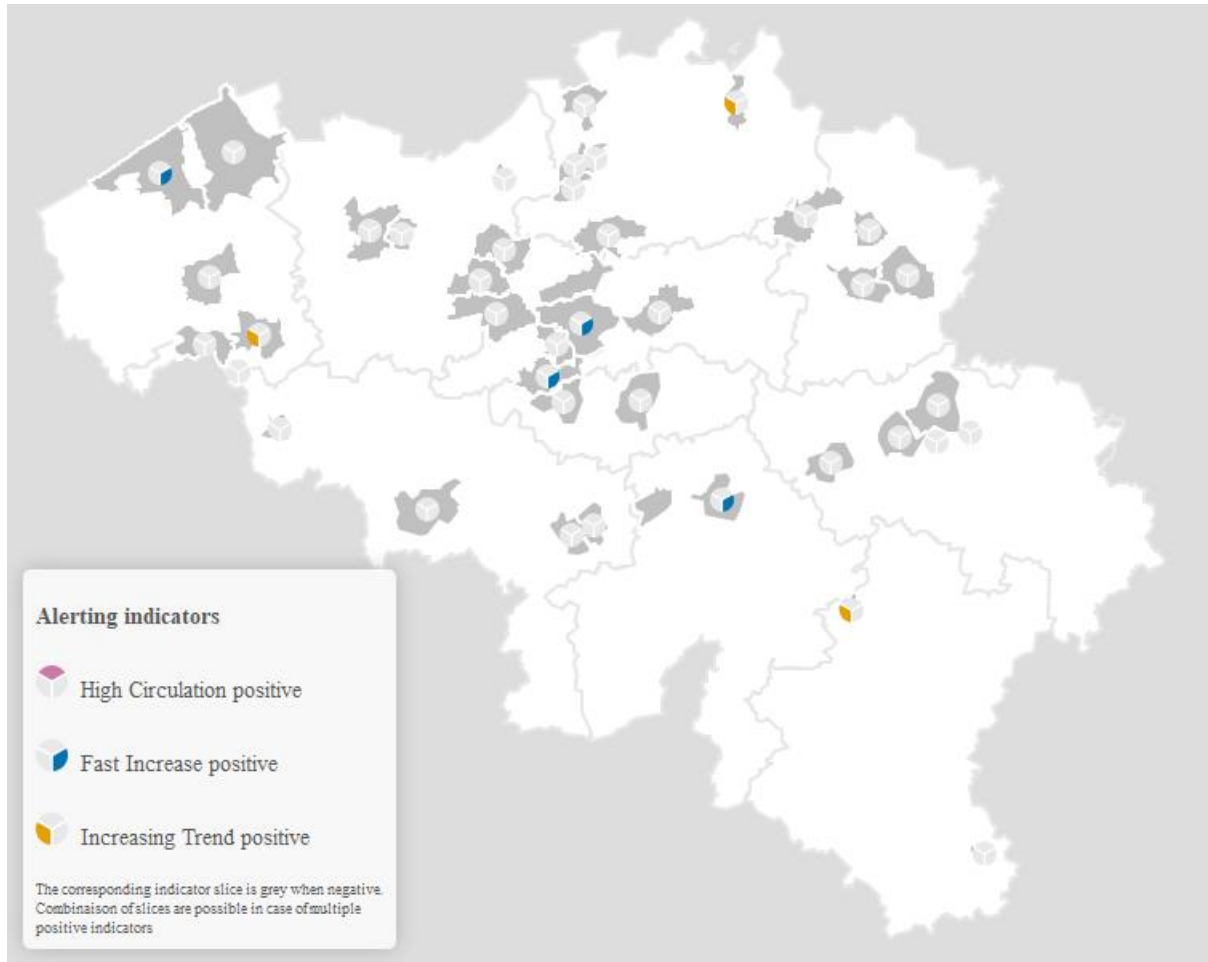 Alerting indicators
High Circulation positive
Fast Increase positive
Increasing Trend positive
The corresponding indicator slice is grey when negative.
Combinaison of slices are possible in case of multiple
positive indicators